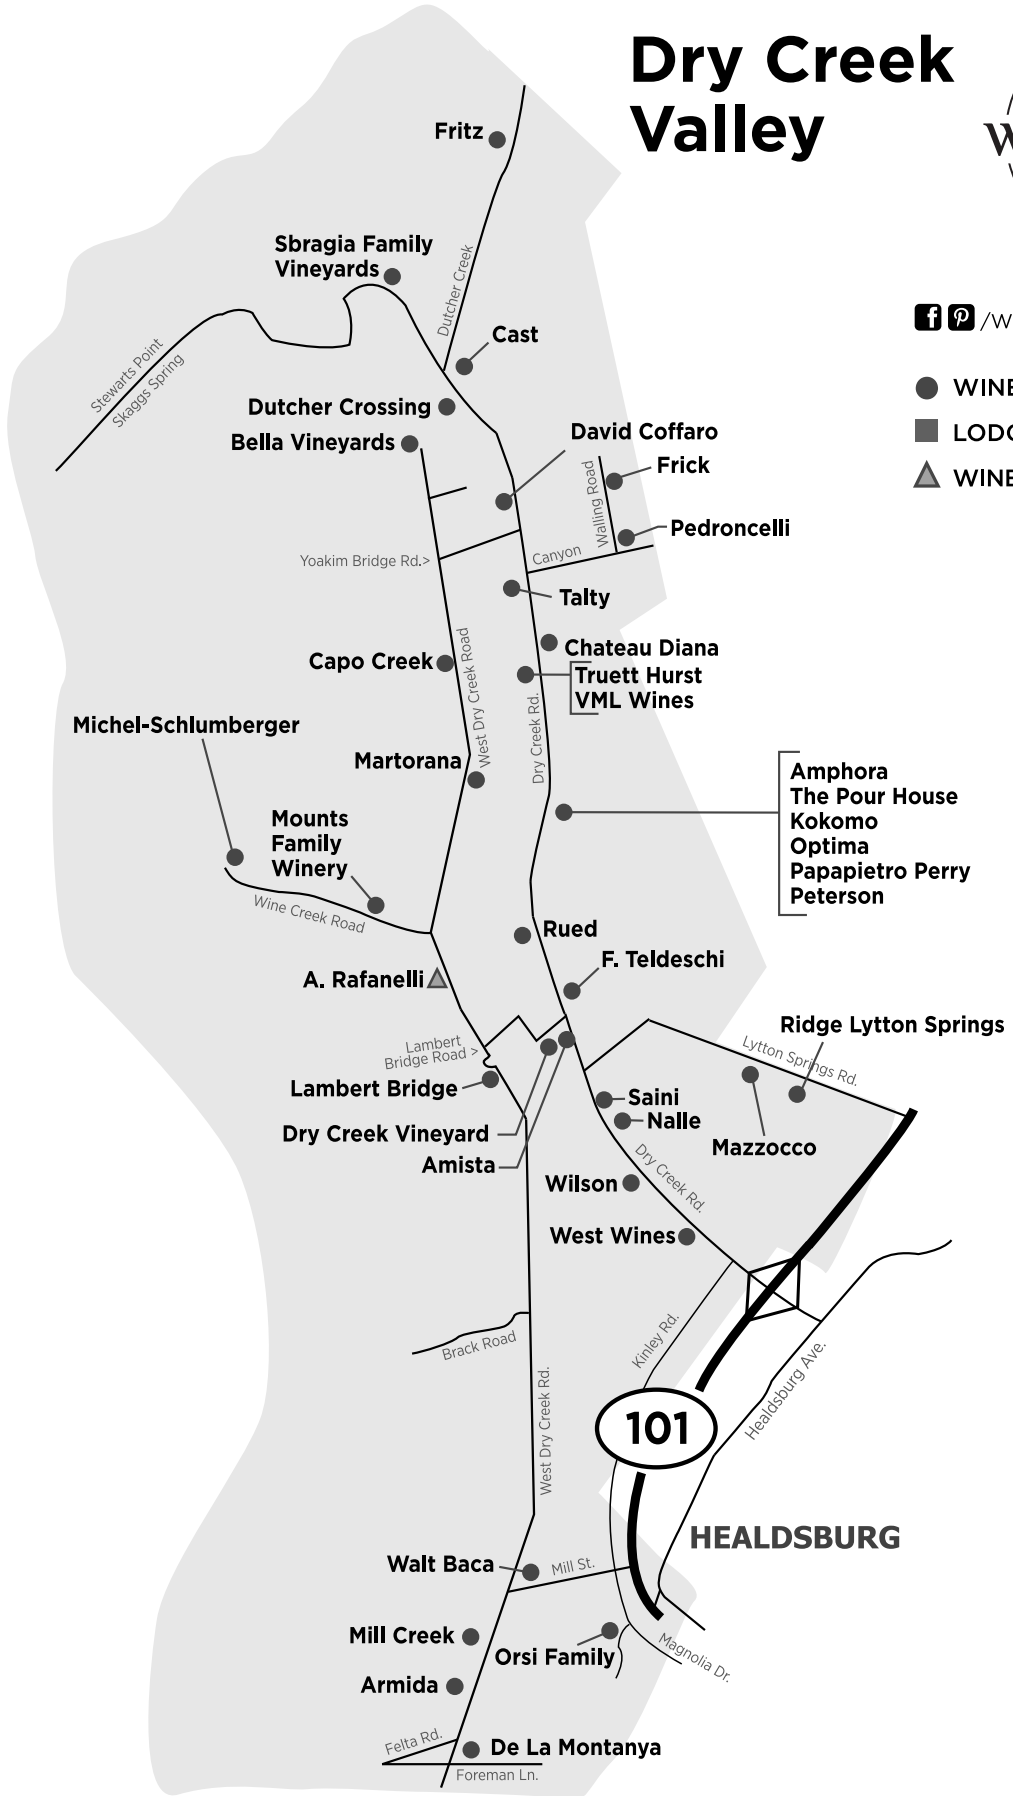 Dry Creek
Valley
Fritz
Sbragia Family
Vineyards
Dutcher Creek
Cast
Stewarts Point
Skaggs Spring
Dutcher Crossing
Bella Vineyards
David Coffaro
Frick
Walling Road
Pedroncelli
Yoakim Bridge Rd.>
Canyon
Talty
Capo Creek
West Dry Creek Road
Chateau Diana
Truett Hurst
VML Wines
Dry Creek Rd.
Michel-Schlumberger
Martorana
Amphora
The Pour House
Kokomo
Optima
Papapietro Perry
Peterson
Mounts
Family
Winery
Wine Creek Road
Rued
F. Teldeschi
A. Rafanelli
Ridge Lytton Springs
Lytton Springs Rd.
Lambert
Bridge Road >
Lambert Bridge
Saini
Nalle
Mazzocco
Dry Creek Vineyard
Amista
Dry Creek Rd.
Wilson
West Wines
Kinley Rd.
Brack Road
Healdsburg Ave.
West Dry Creek Rd.
101
HEALDSBURG
Walt Baca
Mill St.
Mill Creek
Orsi Family
Magnolia Dr.
Armida
Felta Rd.
De La Montanya
Foreman Ln.